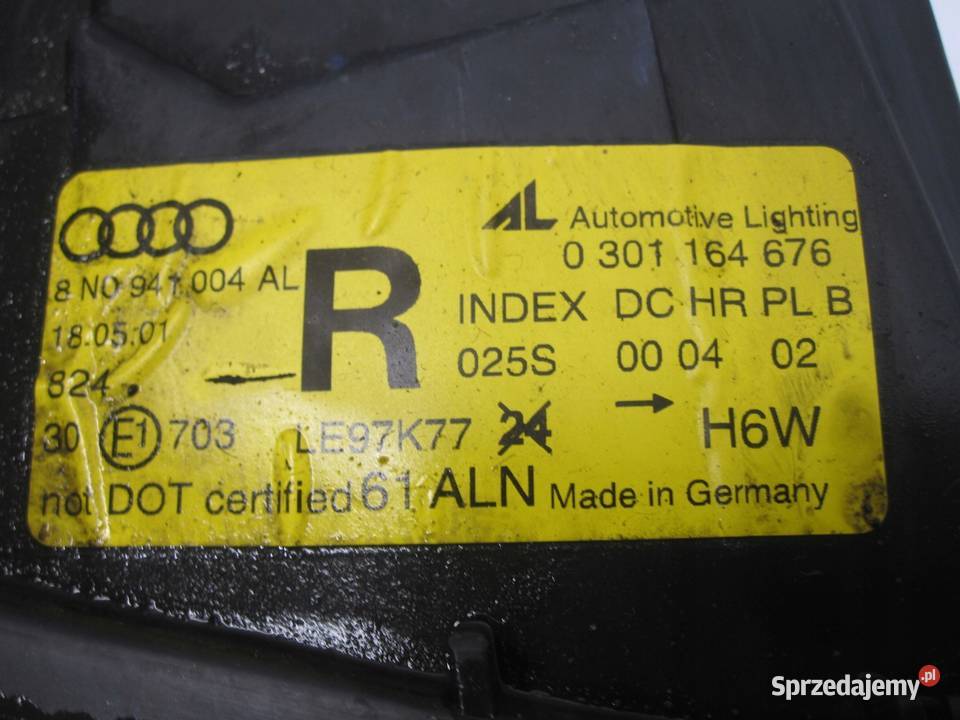 AL Automotive Lighting
8 N0 941 004 AL
R
0 301 164 676
18.05.01
INDEX DC HR PL B
824
025S 00 04 02
30 E1 703 LE97K77 24 → H6W
not DOT certified 61 ALN Made in Germany
Sprzedajemy.pl